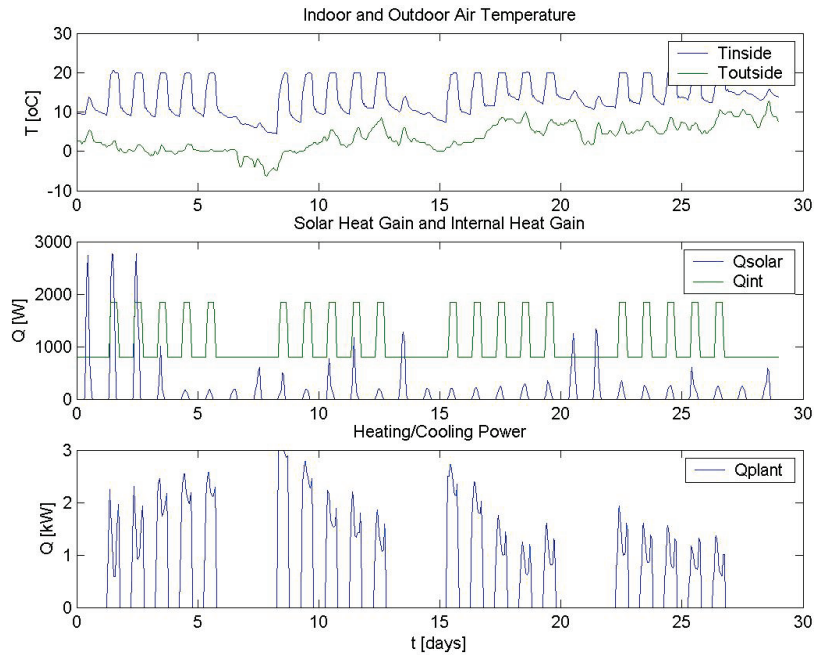 Indoor and Outdoor Air Temperature
30
20
10
0
-10
T [oC]
Tinside
Toutside
0 5 10 15 20 25 30
Solar Heat Gain and Internal Heat Gain
3000
2000
1000
0
Q [W]
Qsolar
Qint
0 5 10 15 20 25 30
Heating/Cooling Power
3
2
1
0
Q [kW]
Qplant
0 5 10 15 20 25 30
t [days]